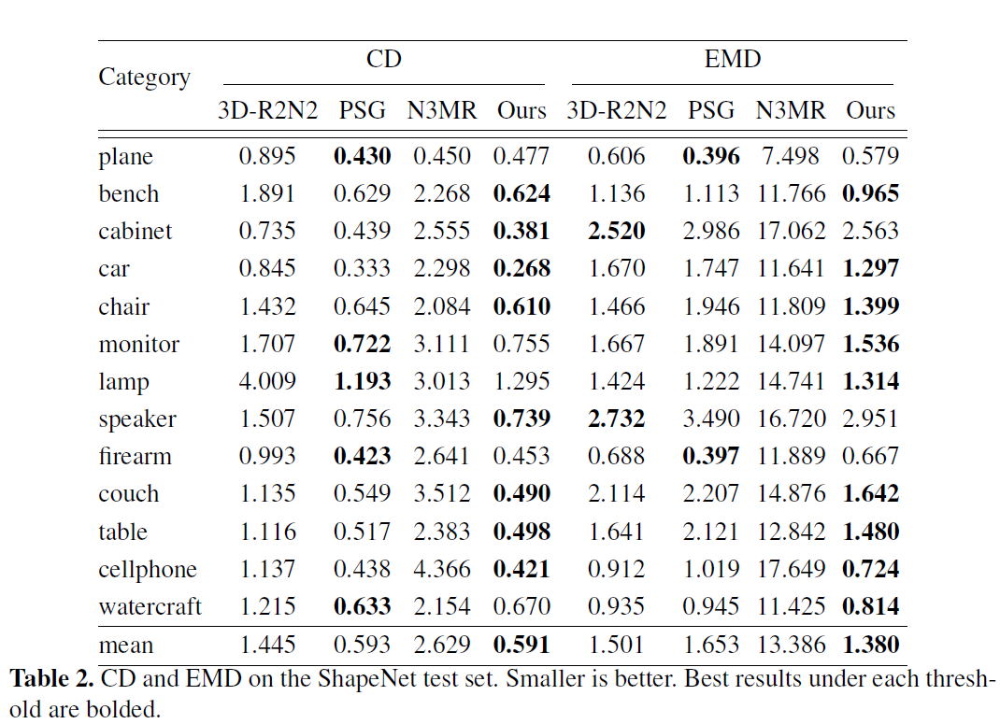 Category CD EMD
3D-R2N2 PSG N3MR Ours 3D-R2N2 PSG N3MR Ours
plane 0.895 0.430 0.450 0.477 0.606 0.396 7.498 0.579
bench 1.891 0.629 2.268 0.624 1.136 1.113 11.766 0.965
cabinet 0.735 0.439 2.555 0.381 2.520 2.986 17.062 2.563
car 0.845 0.333 2.298 0.268 1.670 1.747 11.641 1.297
chair 1.432 0.645 2.084 0.610 1.466 1.946 11.809 1.399
monitor 1.707 0.722 3.111 0.755 1.667 1.891 14.097 1.536
lamp 4.009 1.193 3.013 1.295 1.424 1.222 14.741 1.314
speaker 1.507 0.756 3.343 0.739 2.732 3.490 16.720 2.951
firearm 0.993 0.423 2.641 0.453 0.688 0.397 11.889 0.667
couch 1.135 0.549 3.512 0.490 2.114 2.207 14.876 1.642
table 1.116 0.517 2.383 0.498 1.641 2.121 12.842 1.480
cellphone 1.137 0.438 4.366 0.421 0.912 1.019 17.649 0.724
watercraft 1.215 0.633 2.154 0.670 0.935 0.945 11.425 0.814
mean 1.445 0.593 2.629 0.591 1.501 1.653 13.386 1.380
Table 2. CD and EMD on the ShapeNet test set. Smaller is better. Best results under each thresh-
old are bolded.